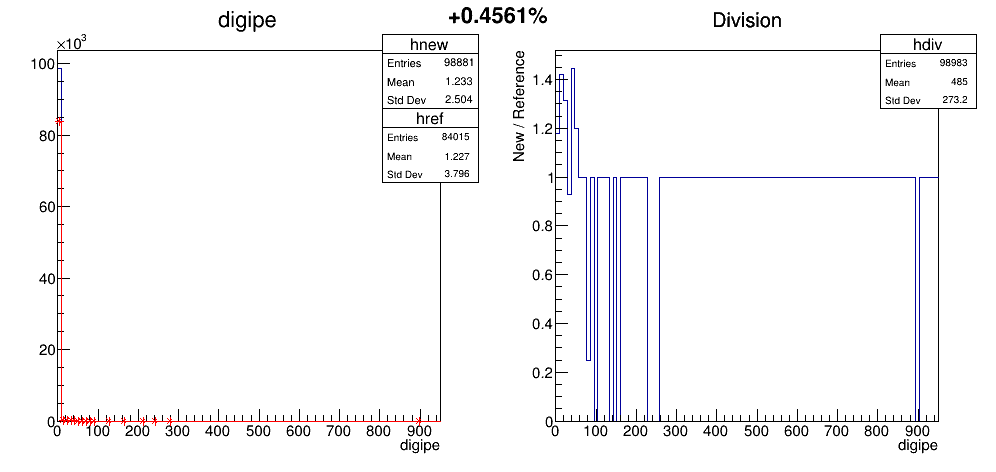 +0.4561%
digipe
×10³
hnew
Entries 98881
Mean 1.233
Std Dev 2.504
href
Entries 84015
Mean 1.227
Std Dev 3.796
100
80
60
40
20
0
0 100 200 300 400 500 600 700 800 900
digipe
Division
hdiv
Entries 98983
Mean 485
Std Dev 273.2
New / Reference
1.4
1.2
1
0.8
0.6
0.4
0.2
0
0 100 200 300 400 500 600 700 800 900
digipe